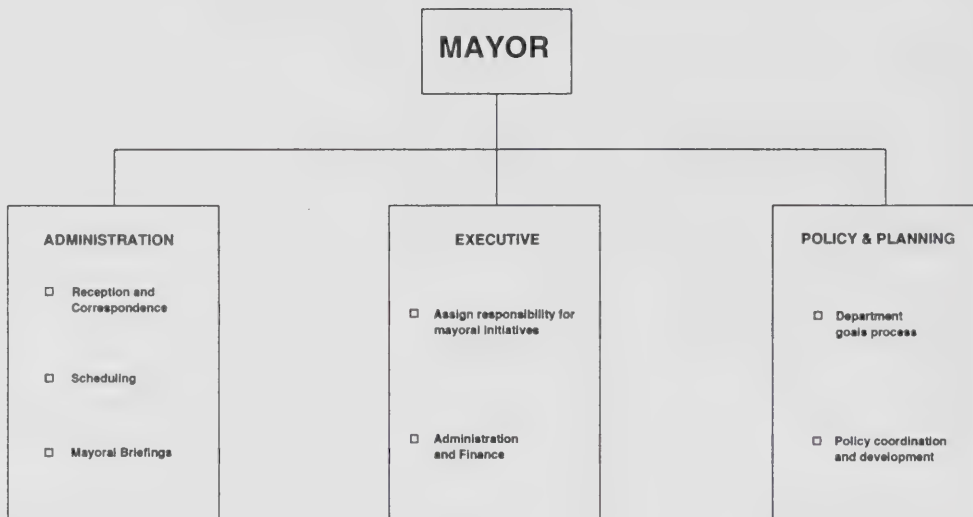 MAYOR
ADMINISTRATION
☐ Reception and
Correspondence
☐ Scheduling
☐ Mayoral Briefings
EXECUTIVE
☐ Assign responsibility for
mayoral initiatives
☐ Administration
and Finance
POLICY & PLANNING
☐ Department
goals process
☐ Policy coordination
and development